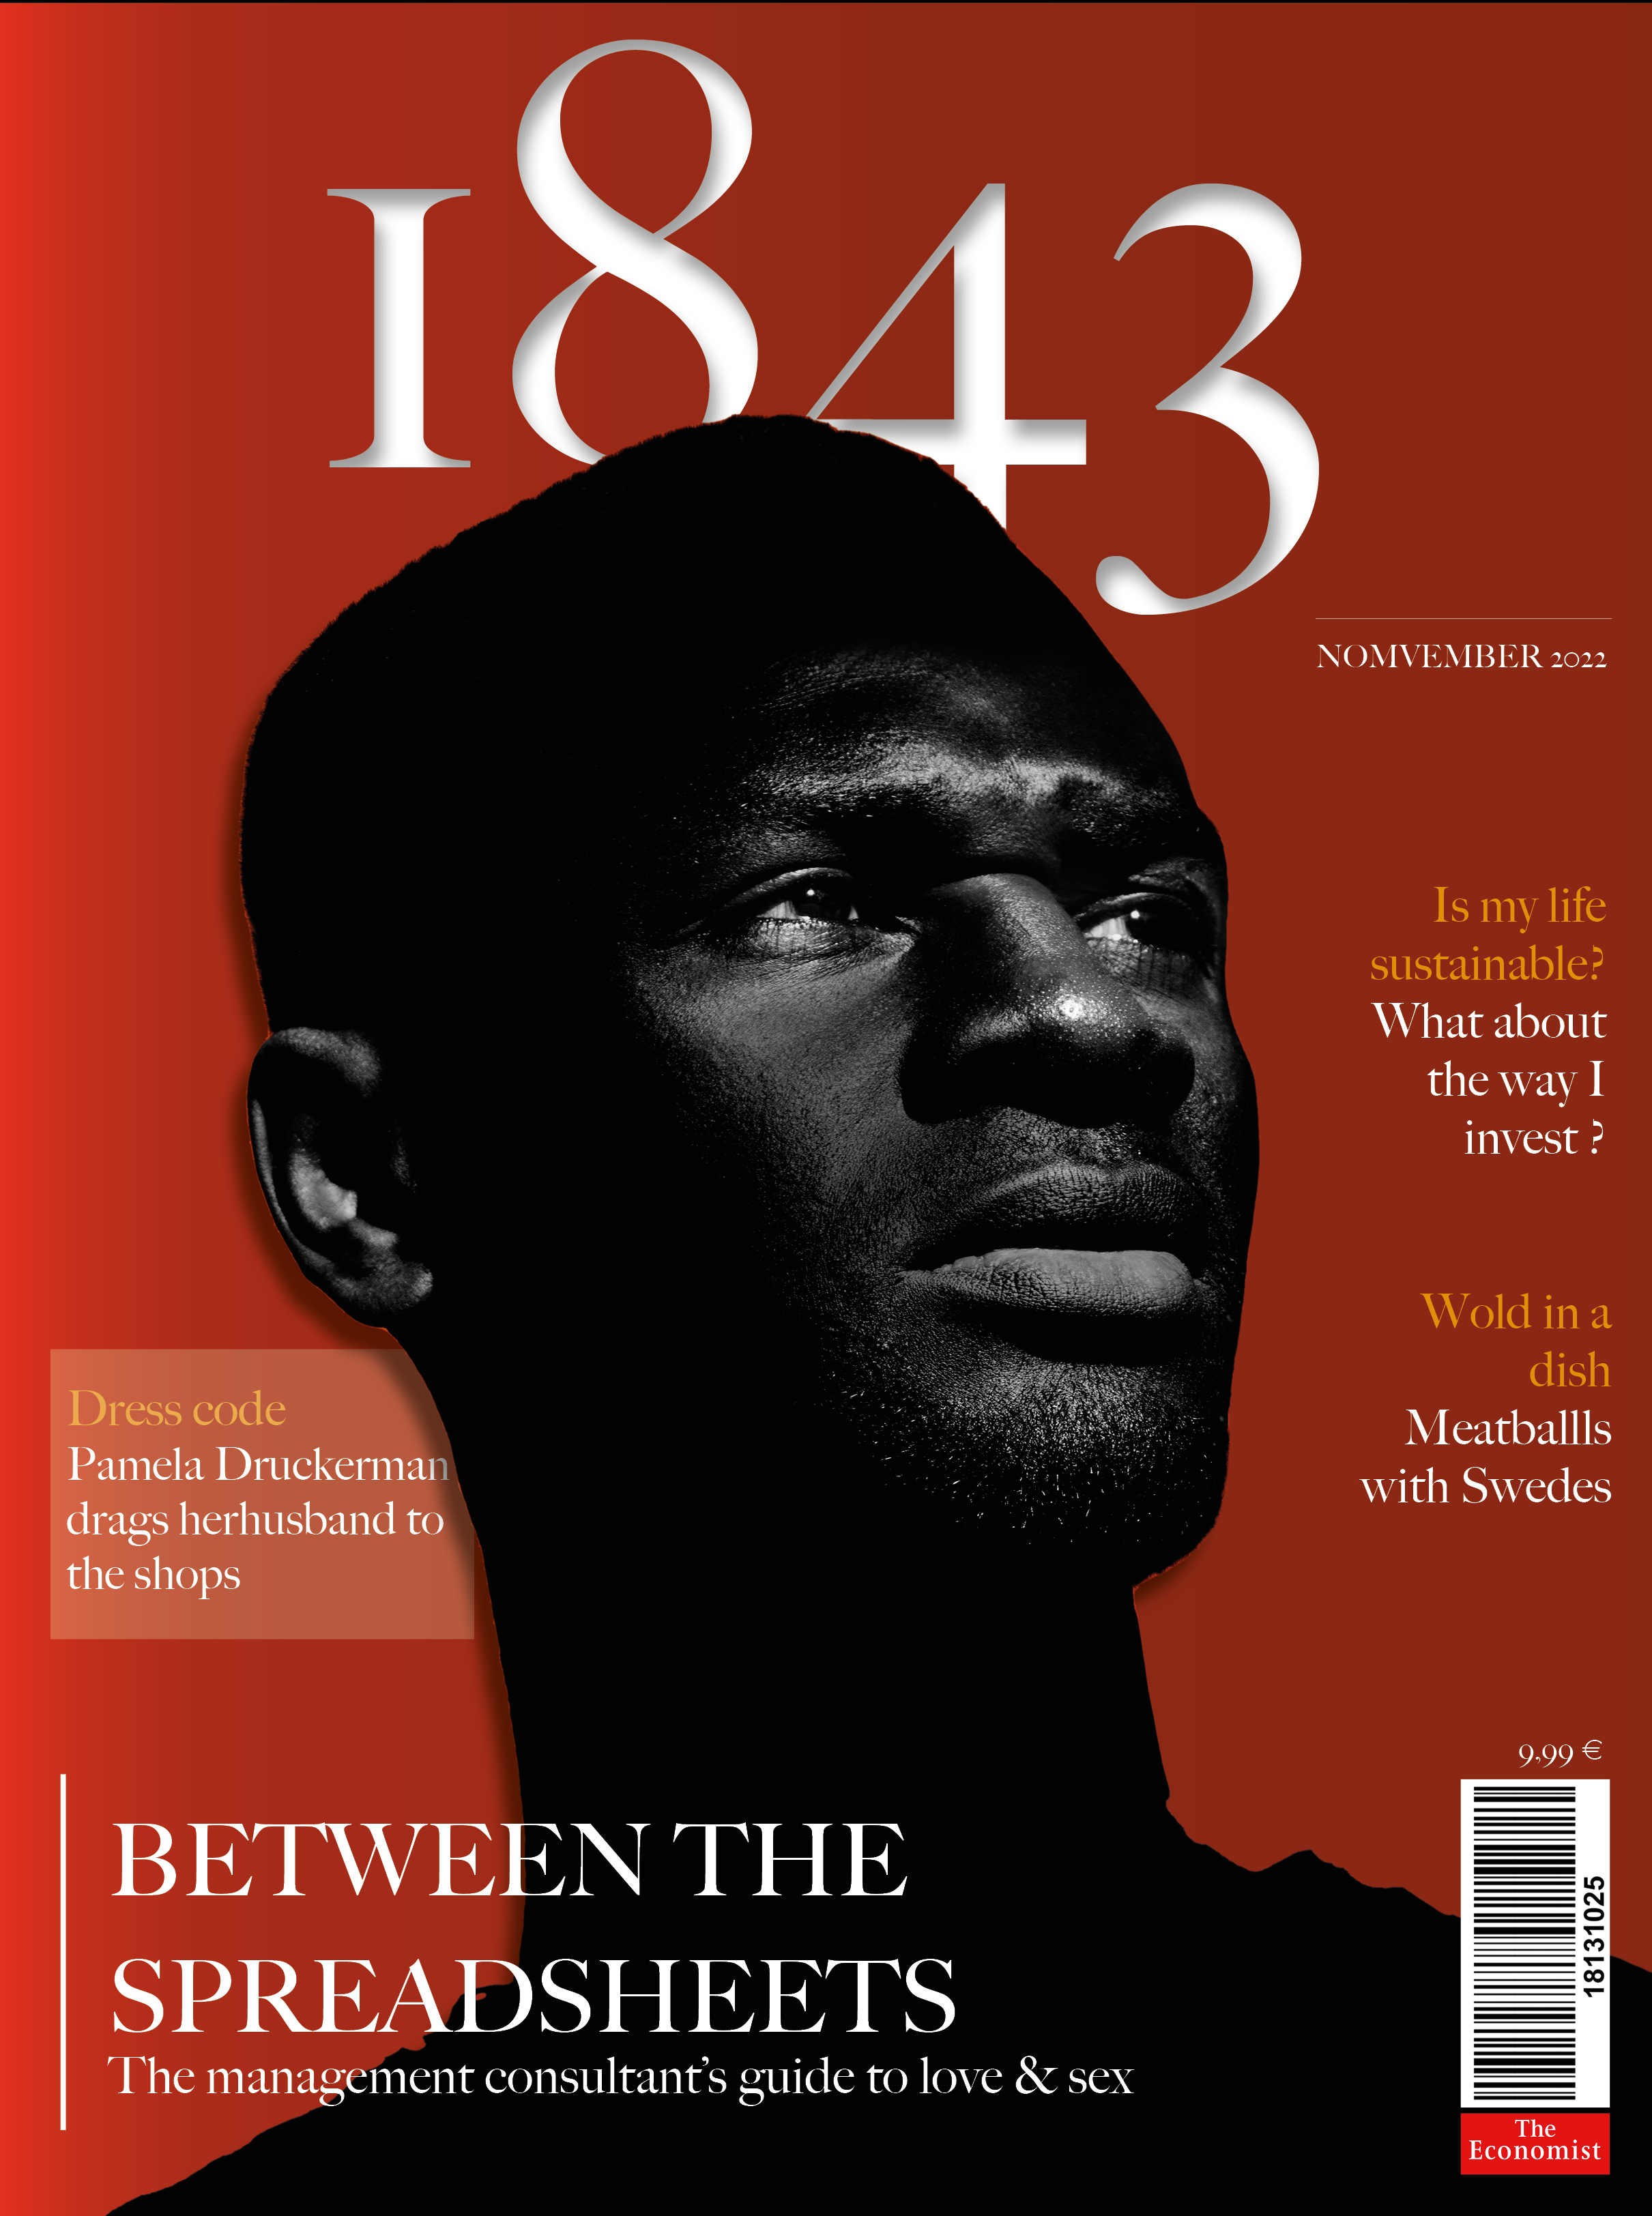 1843
NOMVEMBER 2022
Is my life
sustainable?
What about
the way I
invest ?
Wold in a
dish
Meatballls
with Swedes
Dress code
Pamela Druckerman
drags herhusband to
the shops
9,99 €
BETWEEN THE
SPREADSHEETS
The management consultant's guide to love & sex
18131025
The
Economist